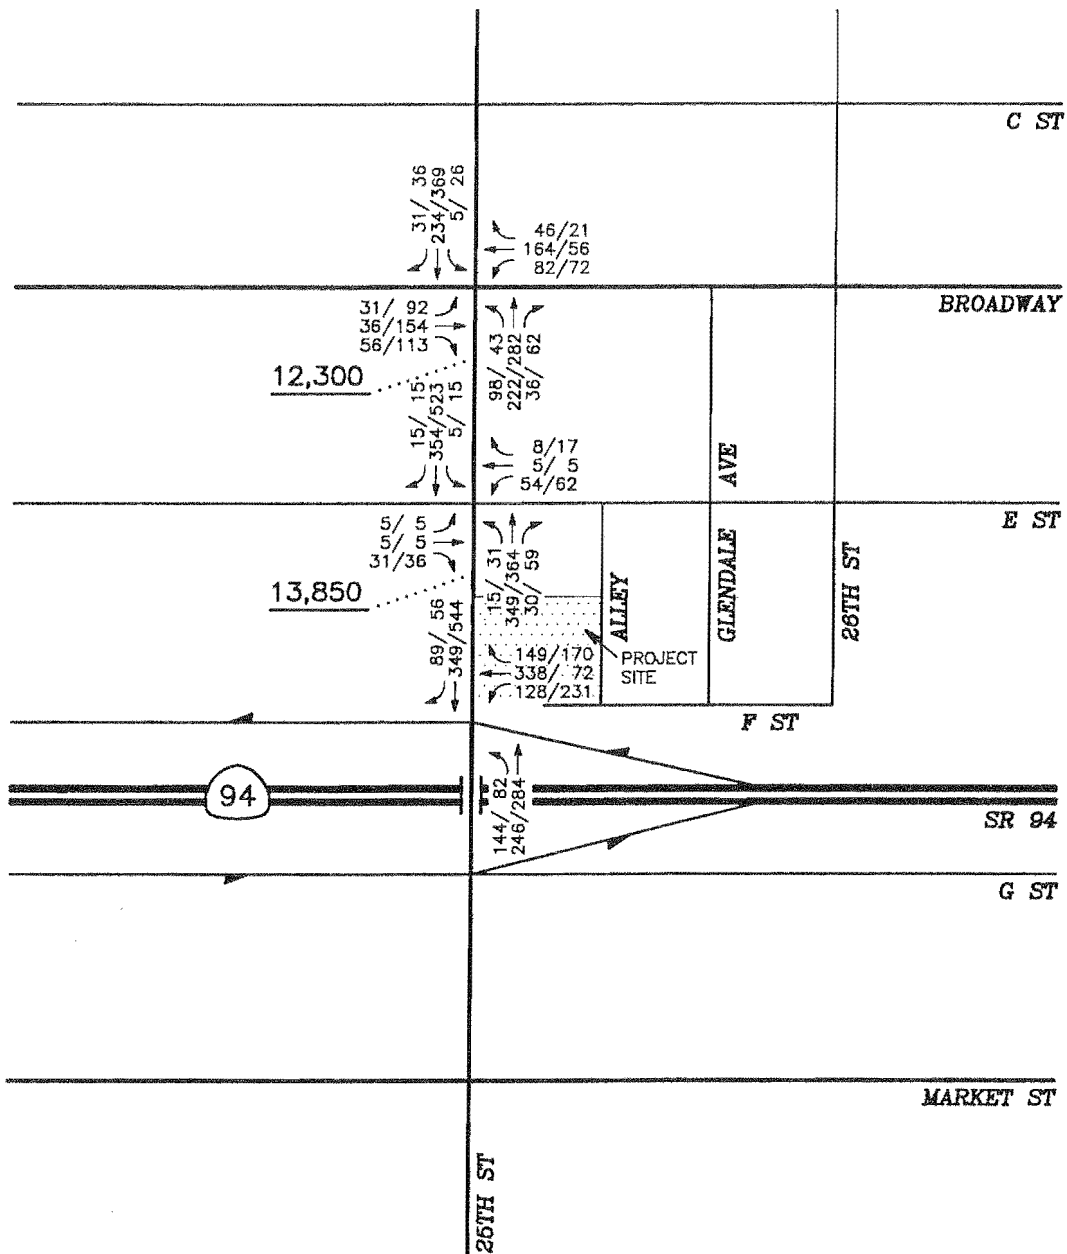 C ST
31/ 36
234/369
5/ 26
46/21
164/56
82/72
BROADWAY
31/ 92
36/154
56/113
98/ 43
222/282
36/ 62
12,300
15/ 15
354/523
5/ 15
8/17
5/ 5
54/62
AVE
E ST
5/ 5
5/ 5
31/36
15/ 31
349/364
30/ 59
13,850
ALLEY
GLENDALE
26TH ST
89/ 56
349/544
149/170
338/ 72
128/231
PROJECT
SITE
F ST
94
144/ 82
246/284
SR 94
G ST
MARKET ST
25TH ST